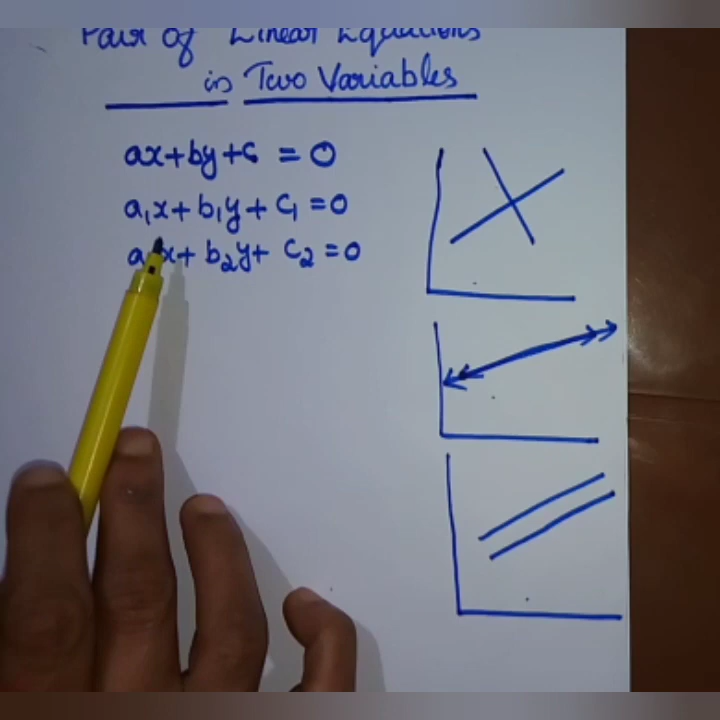 Pair of Linear Equations
in Two Variables
ax+by+c = 0
a₁x+ b₁y + c₁ =0
a₂x+ b₂y+ c₂ =0